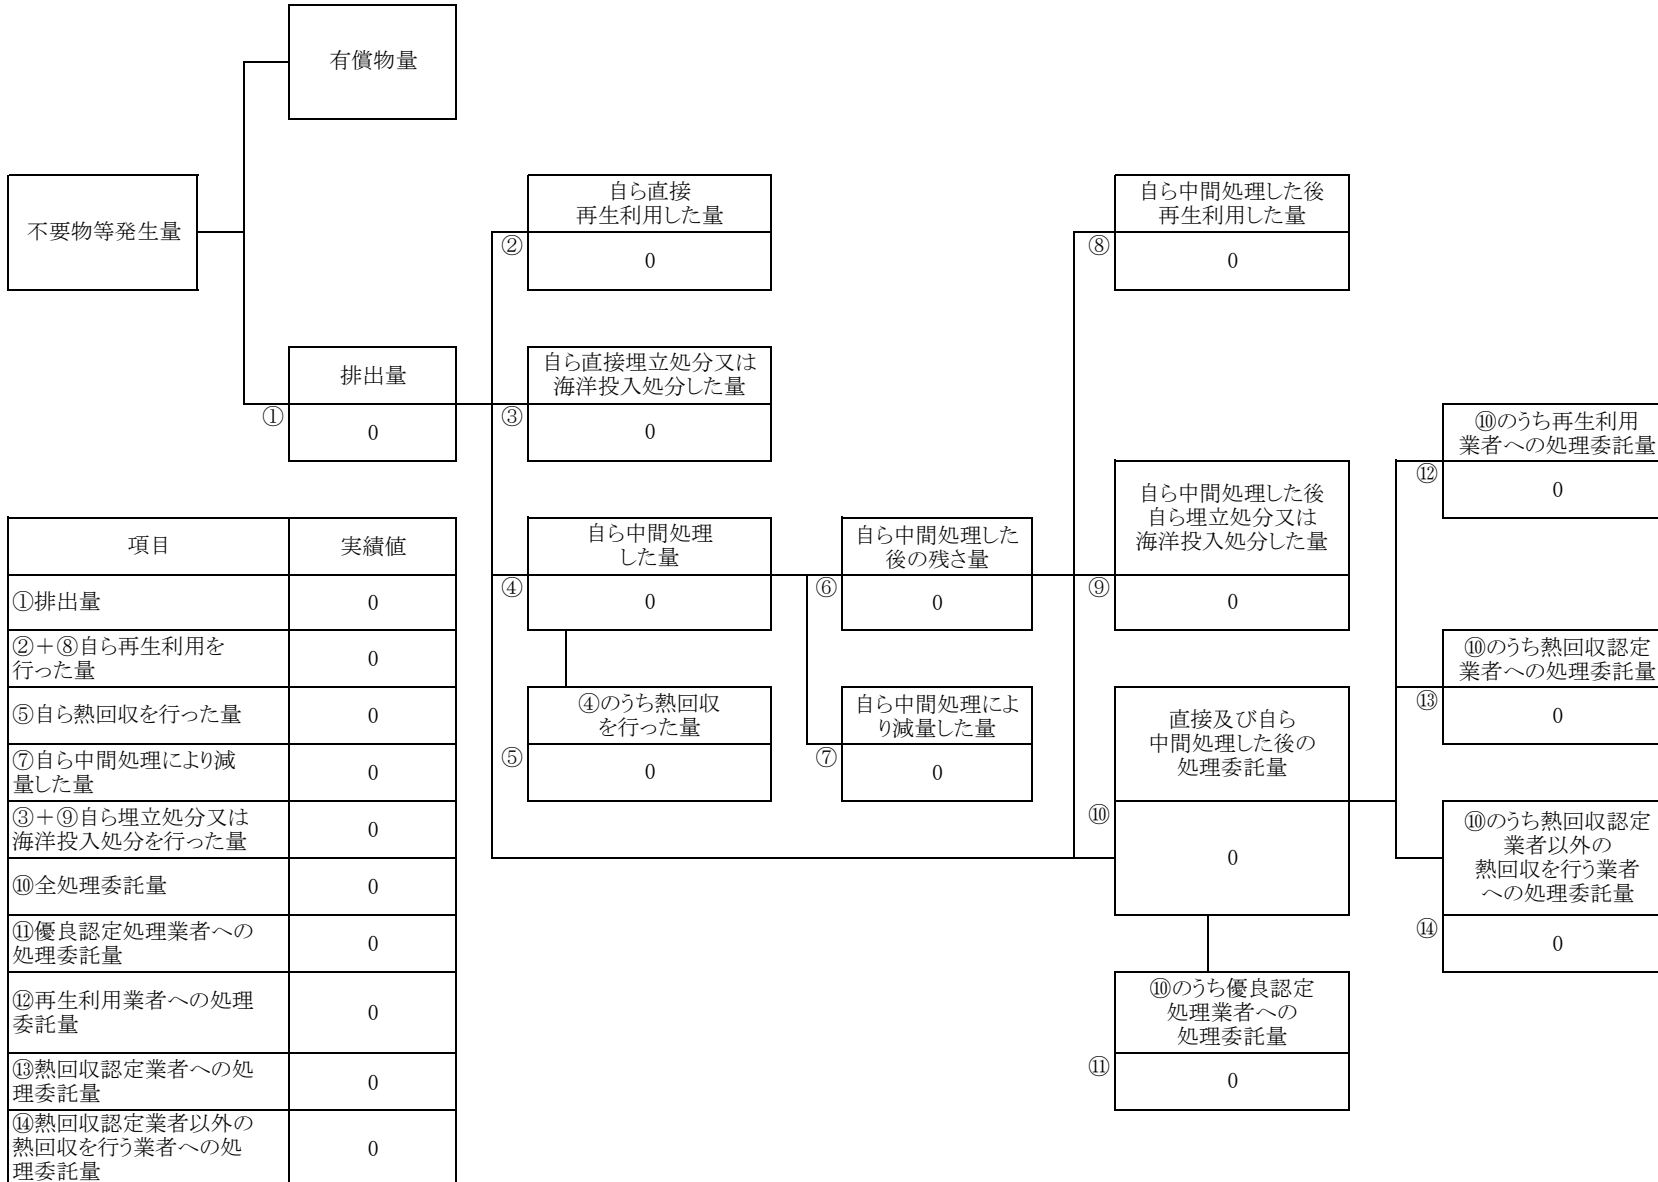 有償物量
不要物等発生量
自ら直接
再生利用した量
②
0
自ら中間処理した後
再生利用した量
⑧
0
排出量
①
0
自ら直接埋立処分又は
海洋投入処分した量
③
0
⑩のうち再生利用
業者への処理委託量
⑫
0
自ら中間処理
した量
④
0
自ら中間処理した
後の残さ量
⑥
0
自ら中間処理した後
自ら埋立処分又は
海洋投入処分した量
⑨
0
⑩のうち熱回収認定
業者への処理委託量
⑬
0
④のうち熱回収
を行った量
⑤
0
自ら中間処理によ
り減量した量
⑦
0
直接及び自ら
中間処理した後の
処理委託量
⑩
0
⑩のうち熱回収認定
業者以外の
熱回収を行う業者
への処理委託量
⑭
0
⑩のうち優良認定
処理業者への
処理委託量
⑪
0
項目 実績値
①排出量 0
②+⑧自ら再生利用を
行った量 0
⑤自ら熱回収を行った量 0
⑦自ら中間処理により減
量した量 0
③+⑨自ら埋立処分又は
海洋投入処分を行った量 0
⑩全処理委託量 0
⑪優良認定処理業者への
処理委託量 0
⑫再生利用業者への処理
委託量 0
⑬熱回収認定業者への処
理委託量 0
⑭熱回収認定業者以外の
熱回収を行う業者への処 0
理委託量